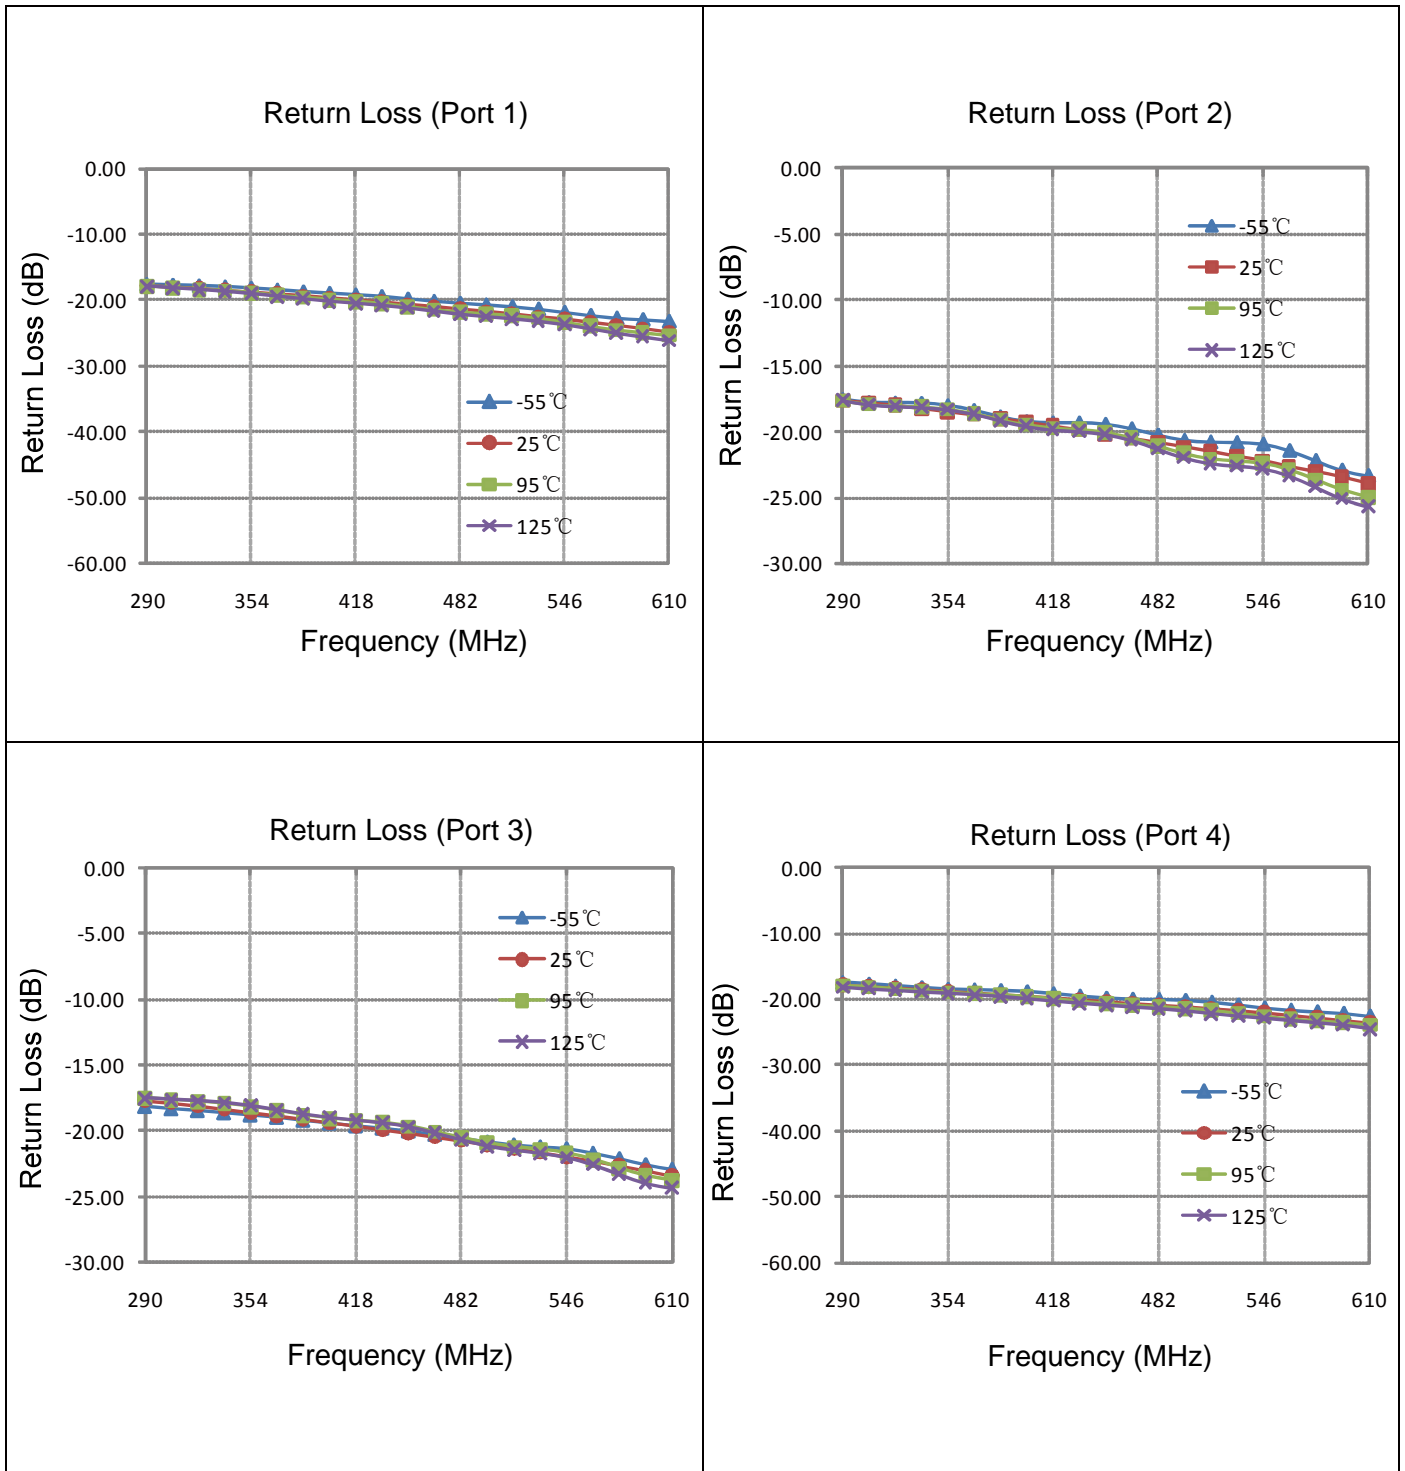 Return Loss (Port 1)
Return Loss (dB)
0.00
-10.00
-20.00
-30.00
-40.00
-50.00
-60.00
-55℃
25℃
95℃
125℃
290 354 418 482 546 610
Frequency (MHz)
Return Loss (Port 2)
Return Loss (dB)
0.00
-5.00
-10.00
-15.00
-20.00
-25.00
-30.00
-55℃
25℃
95℃
125℃
290 354 418 482 546 610
Frequency (MHz)
Return Loss (Port 3)
Return Loss (dB)
0.00
-5.00
-10.00
-15.00
-20.00
-25.00
-30.00
-55℃
25℃
95℃
125℃
290 354 418 482 546 610
Frequency (MHz)
Return Loss (Port 4)
Return Loss (dB)
0.00
-10.00
-20.00
-30.00
-40.00
-50.00
-60.00
-55℃
25℃
95℃
125℃
290 354 418 482 546 610
Frequency (MHz)